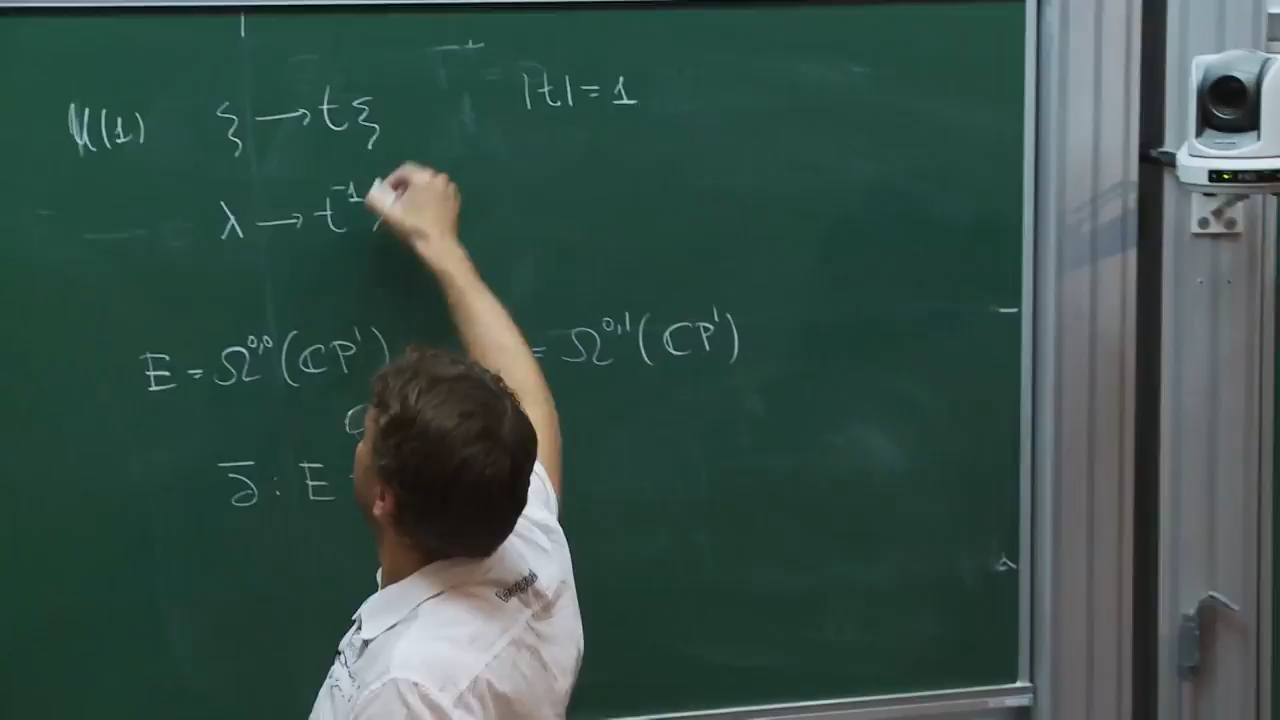 U(1) ξ → tξ |t| = 1
λ → t⁻¹
E = Ω⁰,⁰(ℂP¹) = Ω⁰,¹(ℂP¹)
∂̄ : E